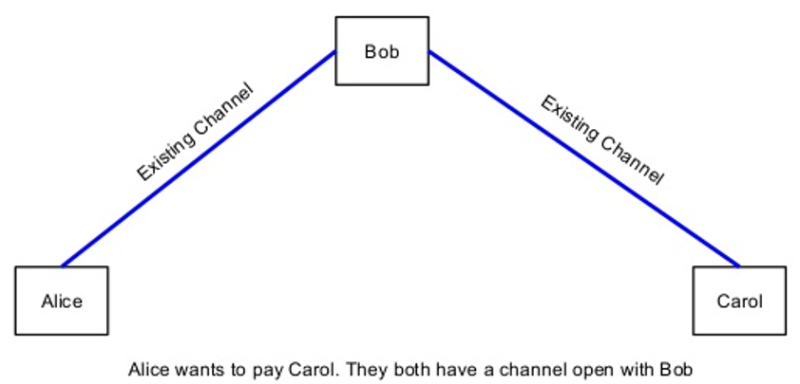 Bob
Existing Channel
Existing Channel
Alice
Carol
Alice wants to pay Carol. They both have a channel open with Bob